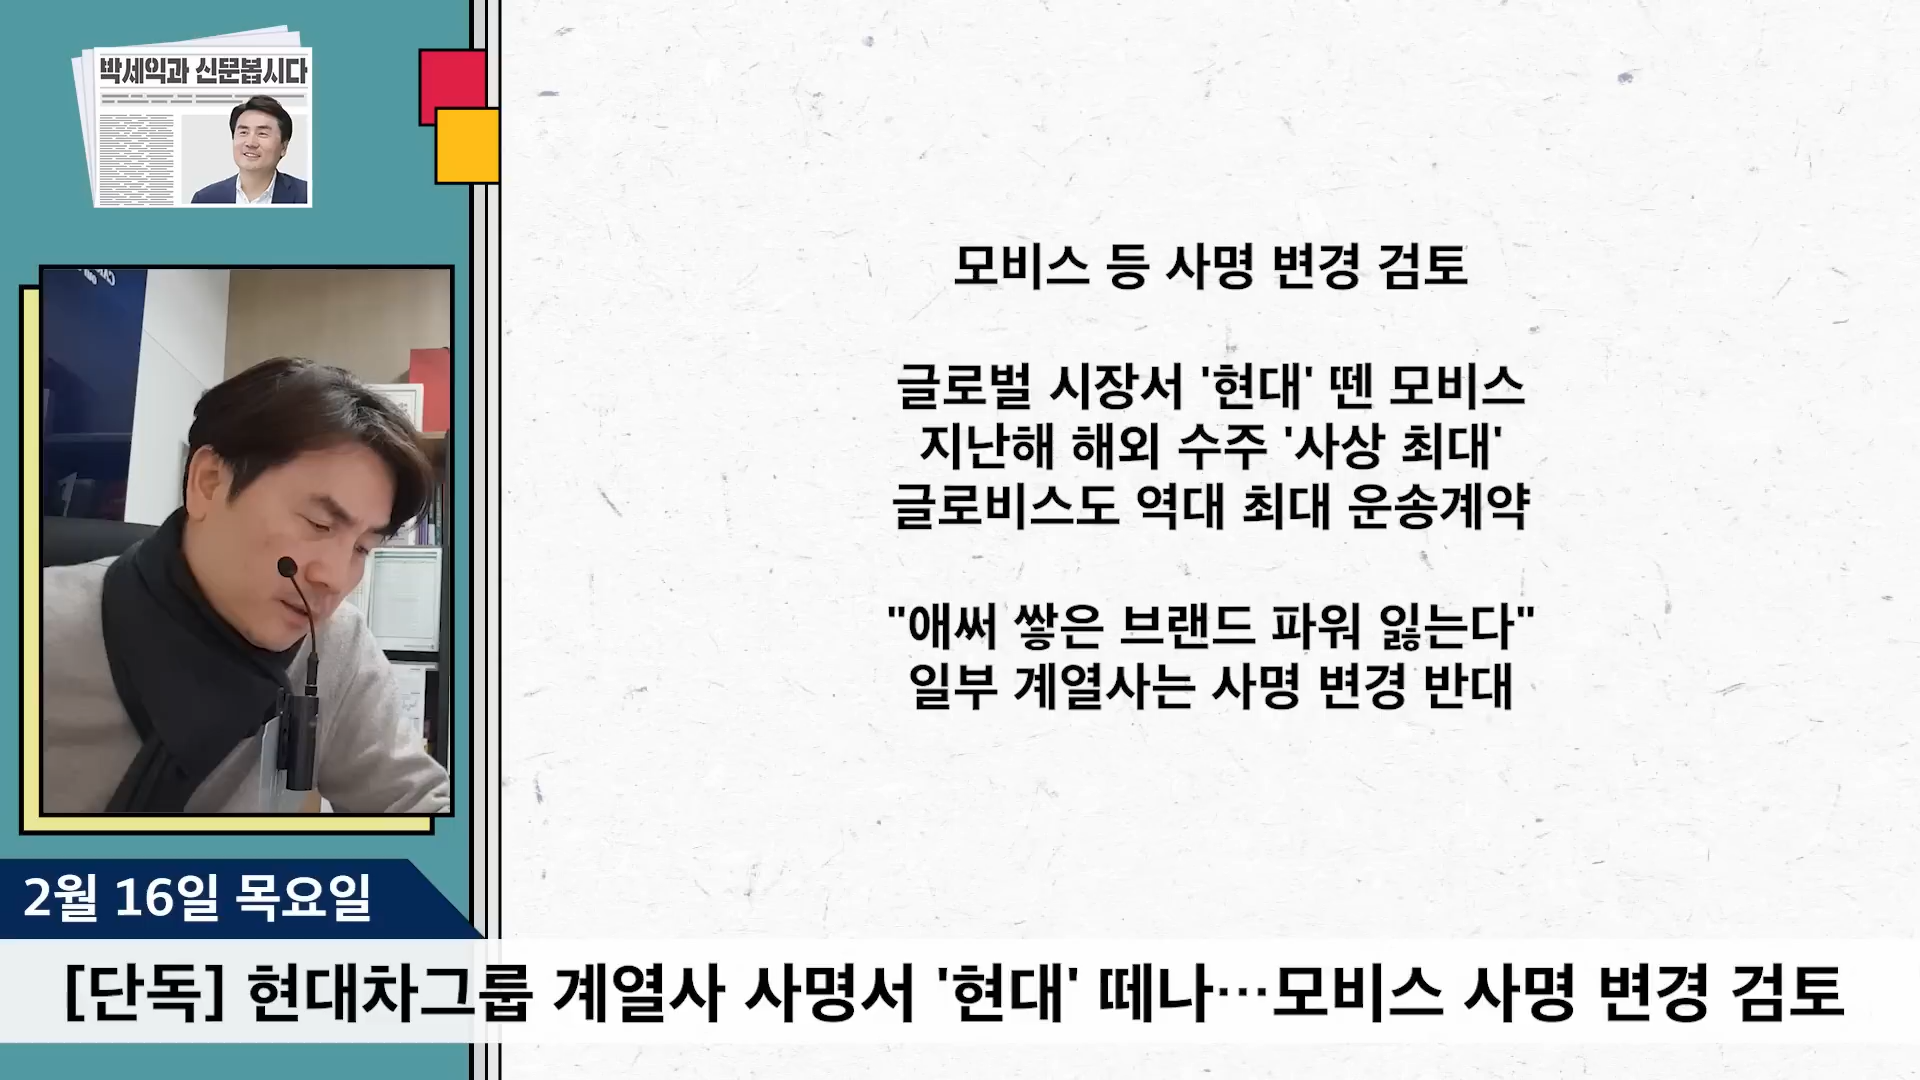 박세익과 신문봅시다
모비스 등 사명 변경 검토
글로벌 시장서 '현대' 뗀 모비스
지난해 해외 수주 '사상 최대'
글로비스도 역대 최대 운송계약
"애써 쌓은 브랜드 파워 잃는다"
일부 계열사는 사명 변경 반대
2월 16일 목요일
[단독] 현대차그룹 계열사 사명서 '현대' 떼나…모비스 사명 변경 검토